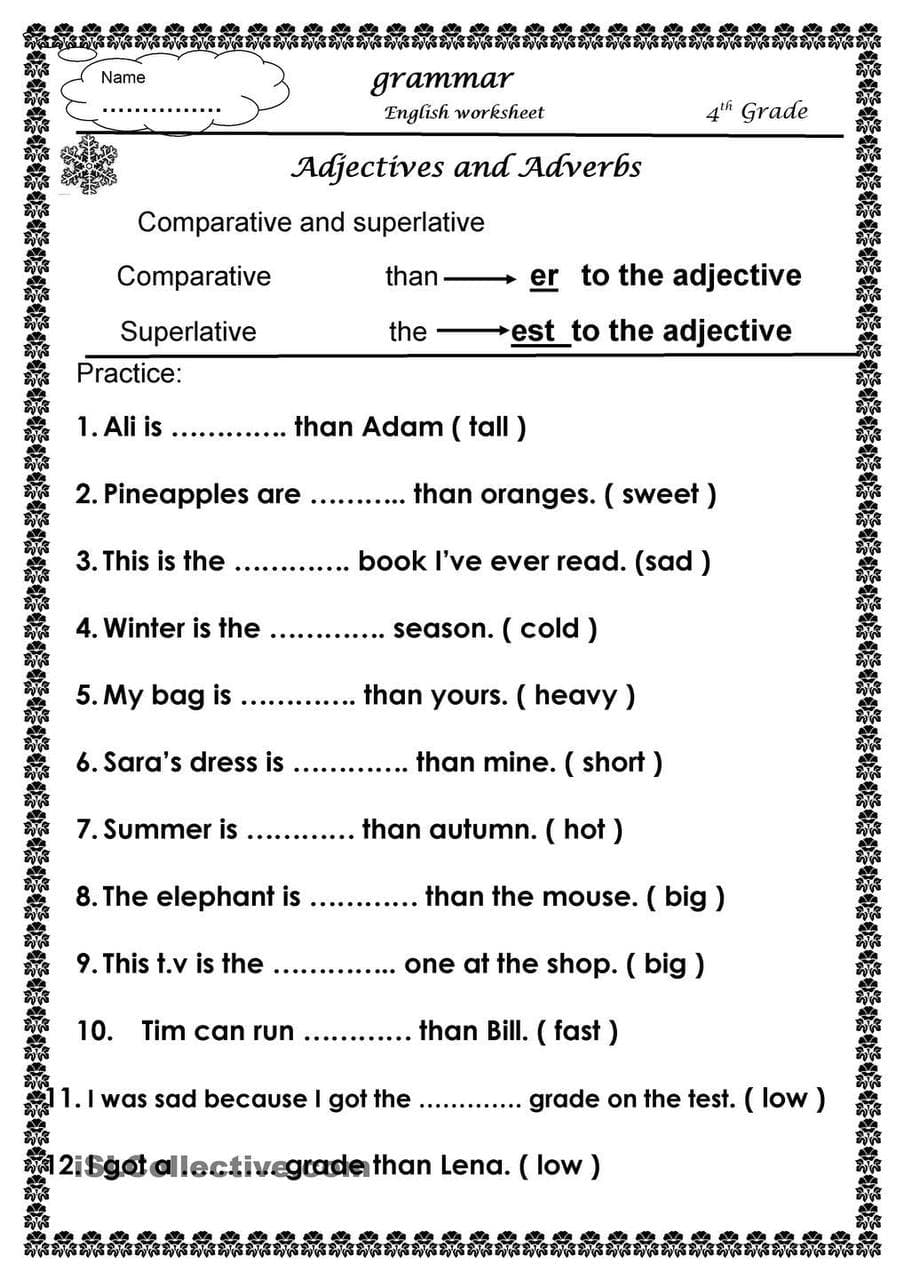 Name
...............
grammar
English worksheet
4th Grade
Adjectives and Adverbs
Comparative and superlative
Comparative than er to the adjective
Superlative the est to the adjective
Practice:
1. Ali is …………. than Adam ( tall )
2. Pineapples are ……….. than oranges. ( sweet )
3. This is the …………. book I’ve ever read. (sad )
4. Winter is the …………. season. ( cold )
5. My bag is …………. than yours. ( heavy )
6. Sara’s dress is …………. than mine. ( short )
7. Summer is ………… than autumn. ( hot )
8. The elephant is ………… than the mouse. ( big )
9. This t.v is the ………….. one at the shop. ( big )
10. Tim can run ………… than Bill. ( fast )
11. I was sad because I got the …………. grade on the test. ( low )
12. I got a ……….. grade than Lena. ( low )
iSLCollective.com